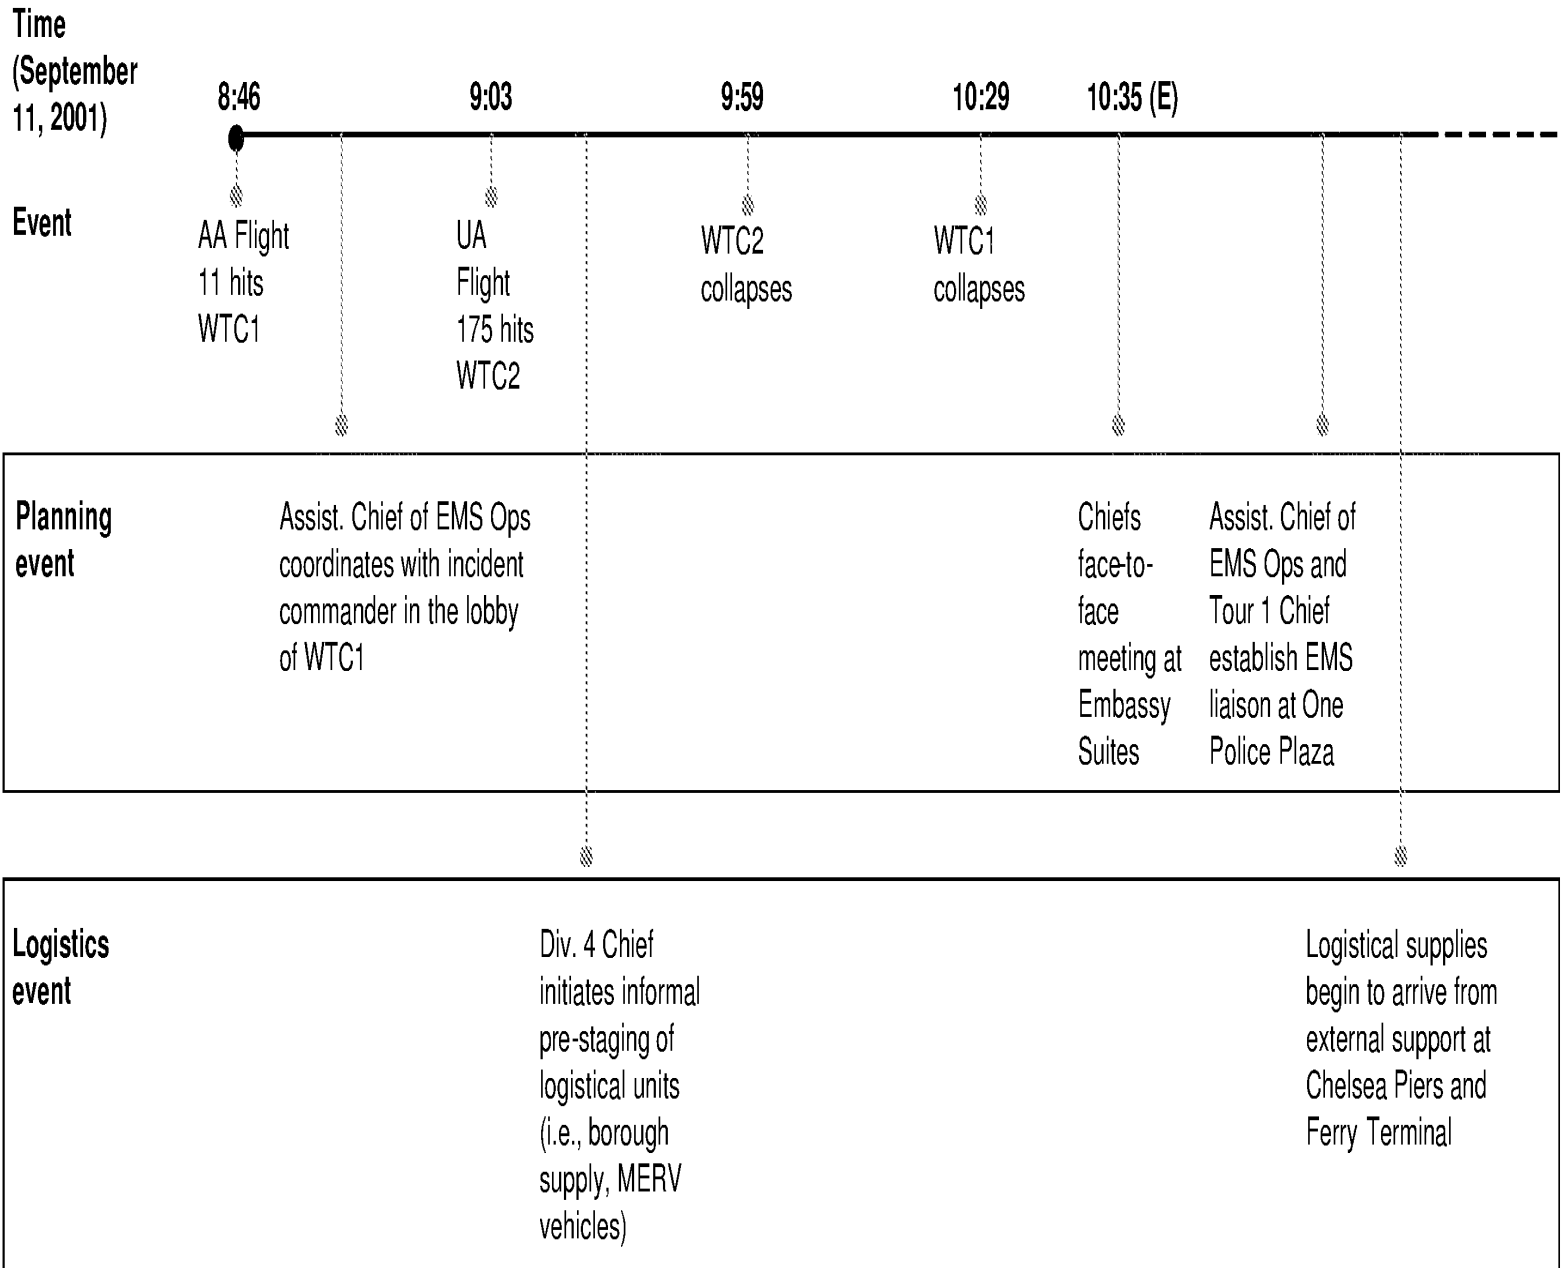 Time
(September
11, 2001)
8:46
9:03
9:59
10:29
10:35 (E)
Event
AA Flight
11 hits
WTC1
UA
Flight
175 hits
WTC2
WTC2
collapses
WTC1
collapses
Planning
event
Assist. Chief of EMS Ops
coordinates with incident
commander in the lobby
of WTC1
Chiefs
face-to-
face
meeting at
Embassy
Suites
Assist. Chief of
EMS Ops and
Tour 1 Chief
establish EMS
liaison at One
Police Plaza
Logistics
event
Div. 4 Chief
initiates informal
pre-staging of
logistical units
(i.e., borough
supply, MERV
vehicles)
Logistical supplies
begin to arrive from
external support at
Chelsea Piers and
Ferry Terminal